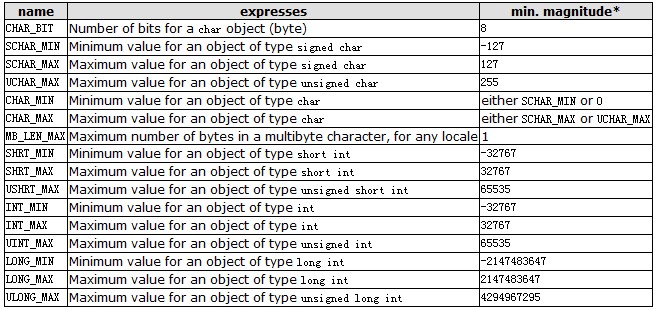 name expresses min. magnitude*
CHAR_BIT Number of bits for a char object (byte) 8
SCHAR_MIN Minimum value for an object of type signed char -127
SCHAR_MAX Maximum value for an object of type signed char 127
UCHAR_MAX Maximum value for an object of type unsigned char 255
CHAR_MIN Minimum value for an object of type char either SCHAR_MIN or 0
CHAR_MAX Maximum value for an object of type char either SCHAR_MAX or UCHAR_MAX
MB_LEN_MAX Maximum number of bytes in a multibyte character, for any locale 1
SHRT_MIN Minimum value for an object of type short int -32767
SHRT_MAX Maximum value for an object of type short int 32767
USHRT_MAX Maximum value for an object of type unsigned short int 65535
INT_MIN Minimum value for an object of type int -32767
INT_MAX Maximum value for an object of type int 32767
UINT_MAX Maximum value for an object of type unsigned int 65535
LONG_MIN Minimum value for an object of type long int -2147483647
LONG_MAX Maximum value for an object of type long int 2147483647
ULONG_MAX Maximum value for an object of type unsigned long int 4294967295